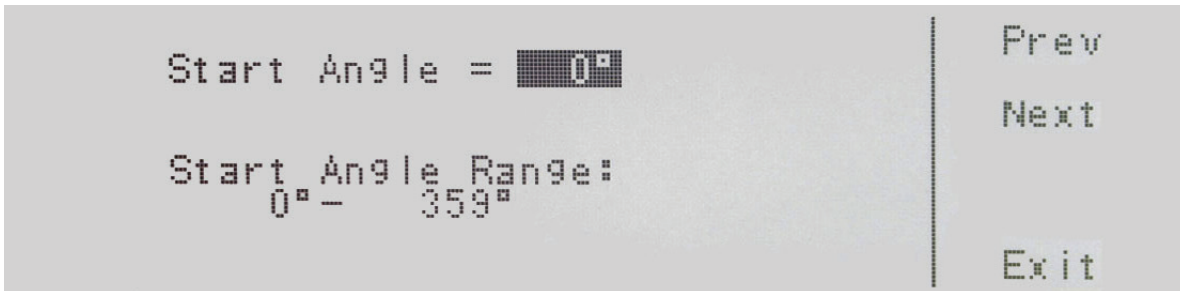 Start Angle = 0°
Start Angle Range:
0°- 359°
Prev
Next
Exit